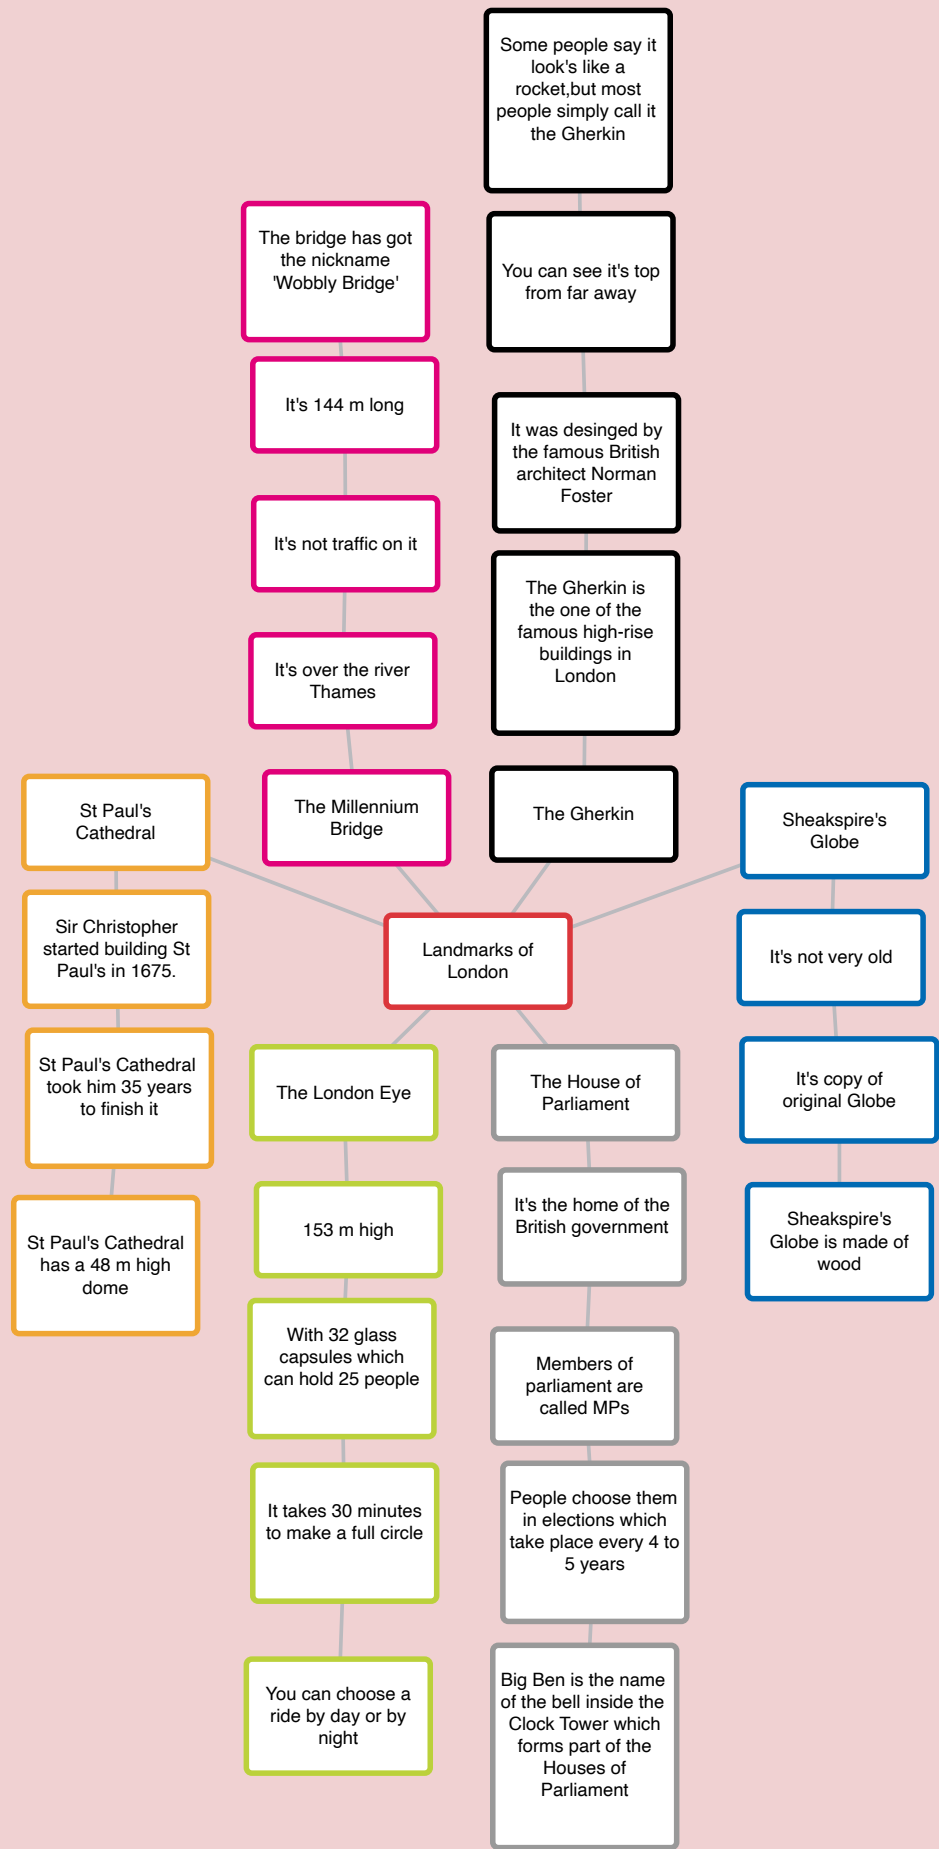 Some people say it
look's like a
rocket,but most
people simply call it
the Gherkin
The bridge has got
the nickname
'Wobbly Bridge'
You can see it's top
from far away
It's 144 m long
It was desinged by
the famous British
architect Norman
Foster
It's not traffic on it
The Gherkin is
the one of the
famous high-rise
buildings in
London
It's over the river
Thames
St Paul's
Cathedral
The Millennium
Bridge
The Gherkin
Sheakspire's
Globe
Sir Christopher
started building St
Paul's in 1675.
Landmarks of
London
It's not very old
St Paul's Cathedral
took him 35 years
to finish it
The London Eye
The House of
Parliament
It's copy of
original Globe
St Paul's Cathedral
has a 48 m high
dome
153 m high
It's the home of the
British government
Sheakspire's
Globe is made of
wood
With 32 glass
capsules which
can hold 25 people
Members of
parliament are
called MPs
It takes 30 minutes
to make a full circle
People choose them
in elections which
take place every 4 to
5 years
You can choose a
ride by day or by
night
Big Ben is the name
of the bell inside the
Clock Tower which
forms part of the
Houses of
Parliament